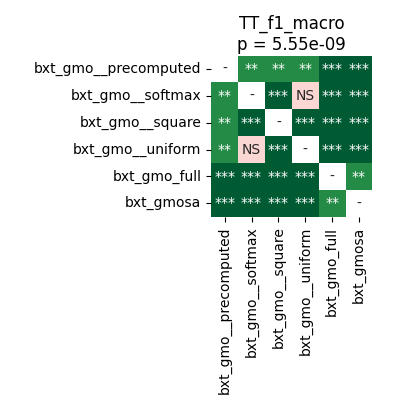 TT_f1_macro
p = 5.55e-09
bxt_gmo__precomputed - ** ** ** *** ***
bxt_gmo__softmax ** - *** NS *** ***
bxt_gmo__square ** *** - *** *** ***
bxt_gmo__uniform ** NS *** - *** ***
bxt_gmo_full *** *** *** *** - **
bxt_gmosa *** *** *** *** ** -
bxt_gmo__precomputed
bxt_gmo__softmax
bxt_gmo__square
bxt_gmo__uniform
bxt_gmo_full
bxt_gmosa